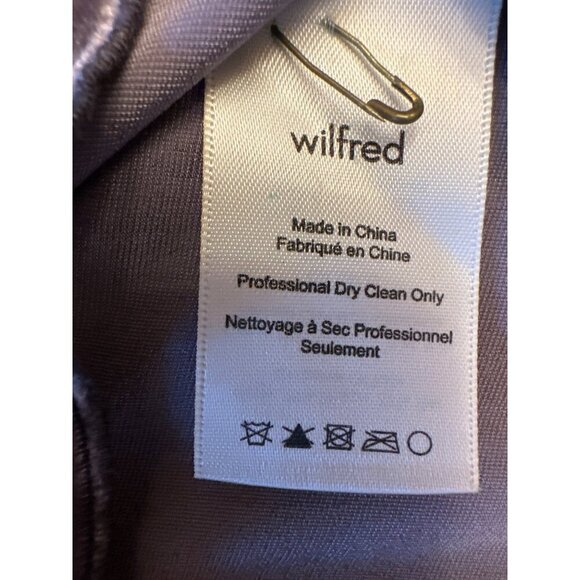 wilfred
Made in China
Fabriqué en Chine
Professional Dry Clean Only
Nettoyage à Sec Professionnel
Seulement